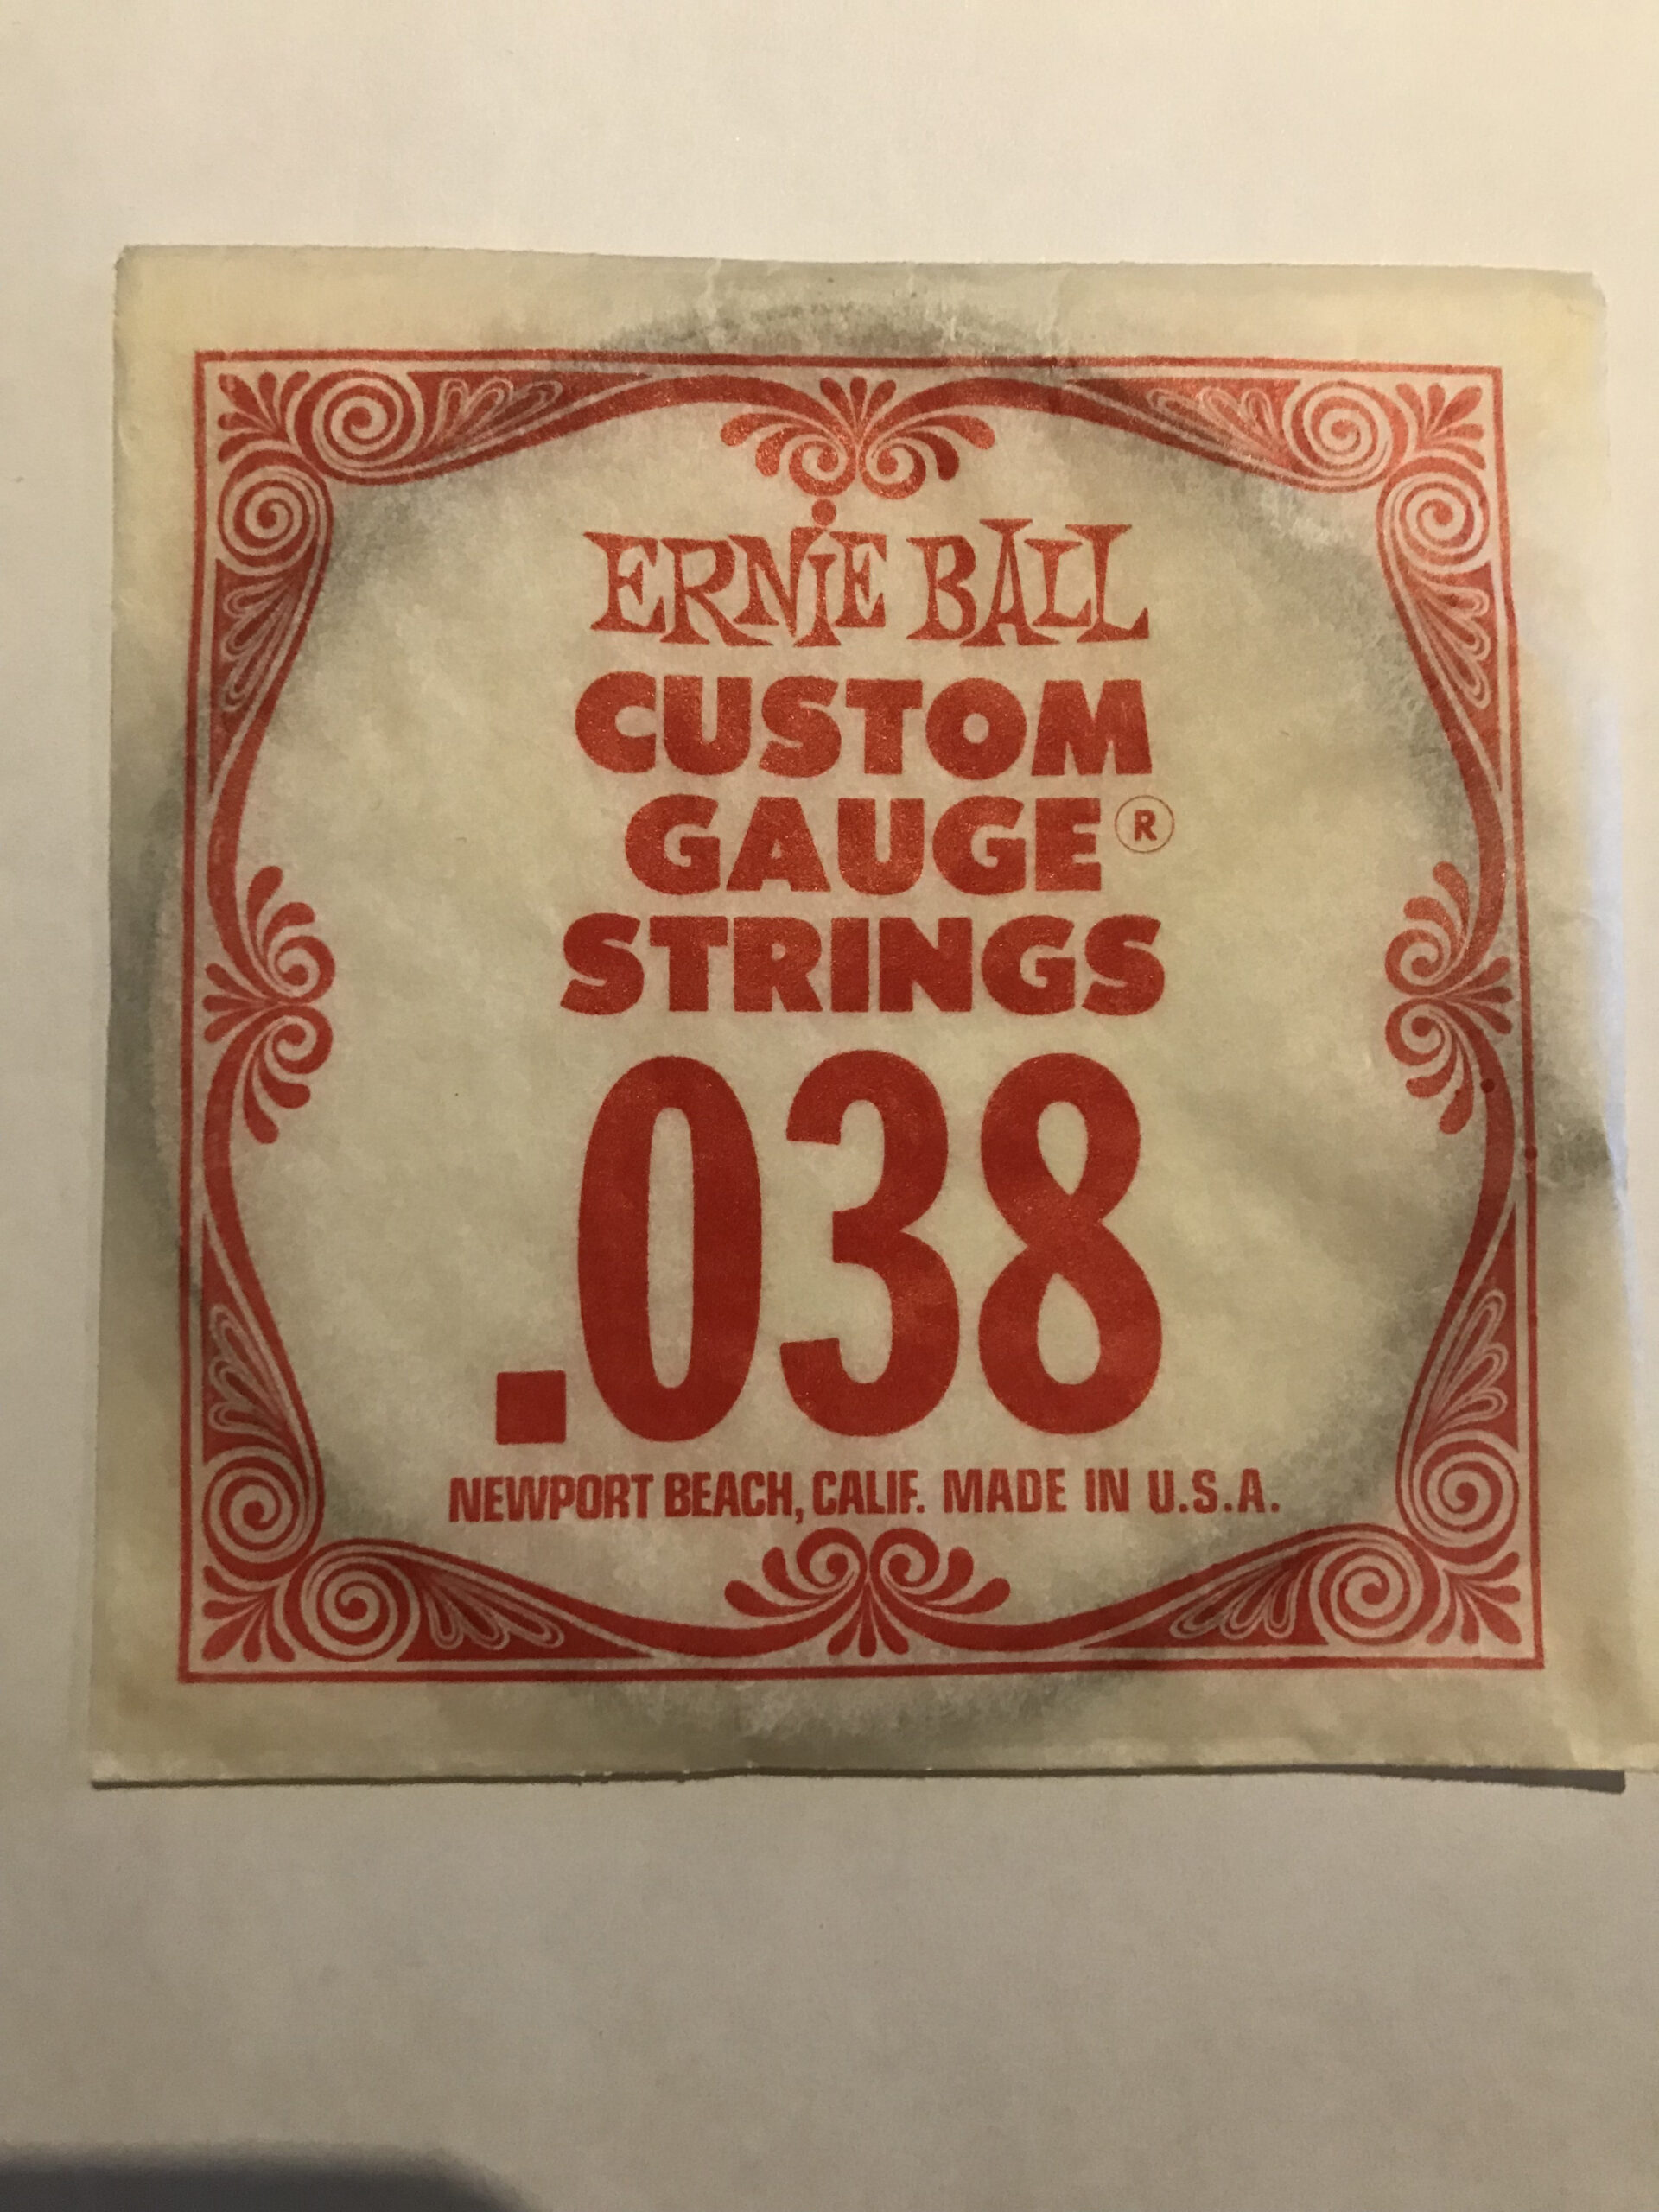 ERNiE BALL
CUSTOM
GAUGE®
STRINGS
.038
NEWPORT BEACH, CALIF. MADE IN U.S.A.